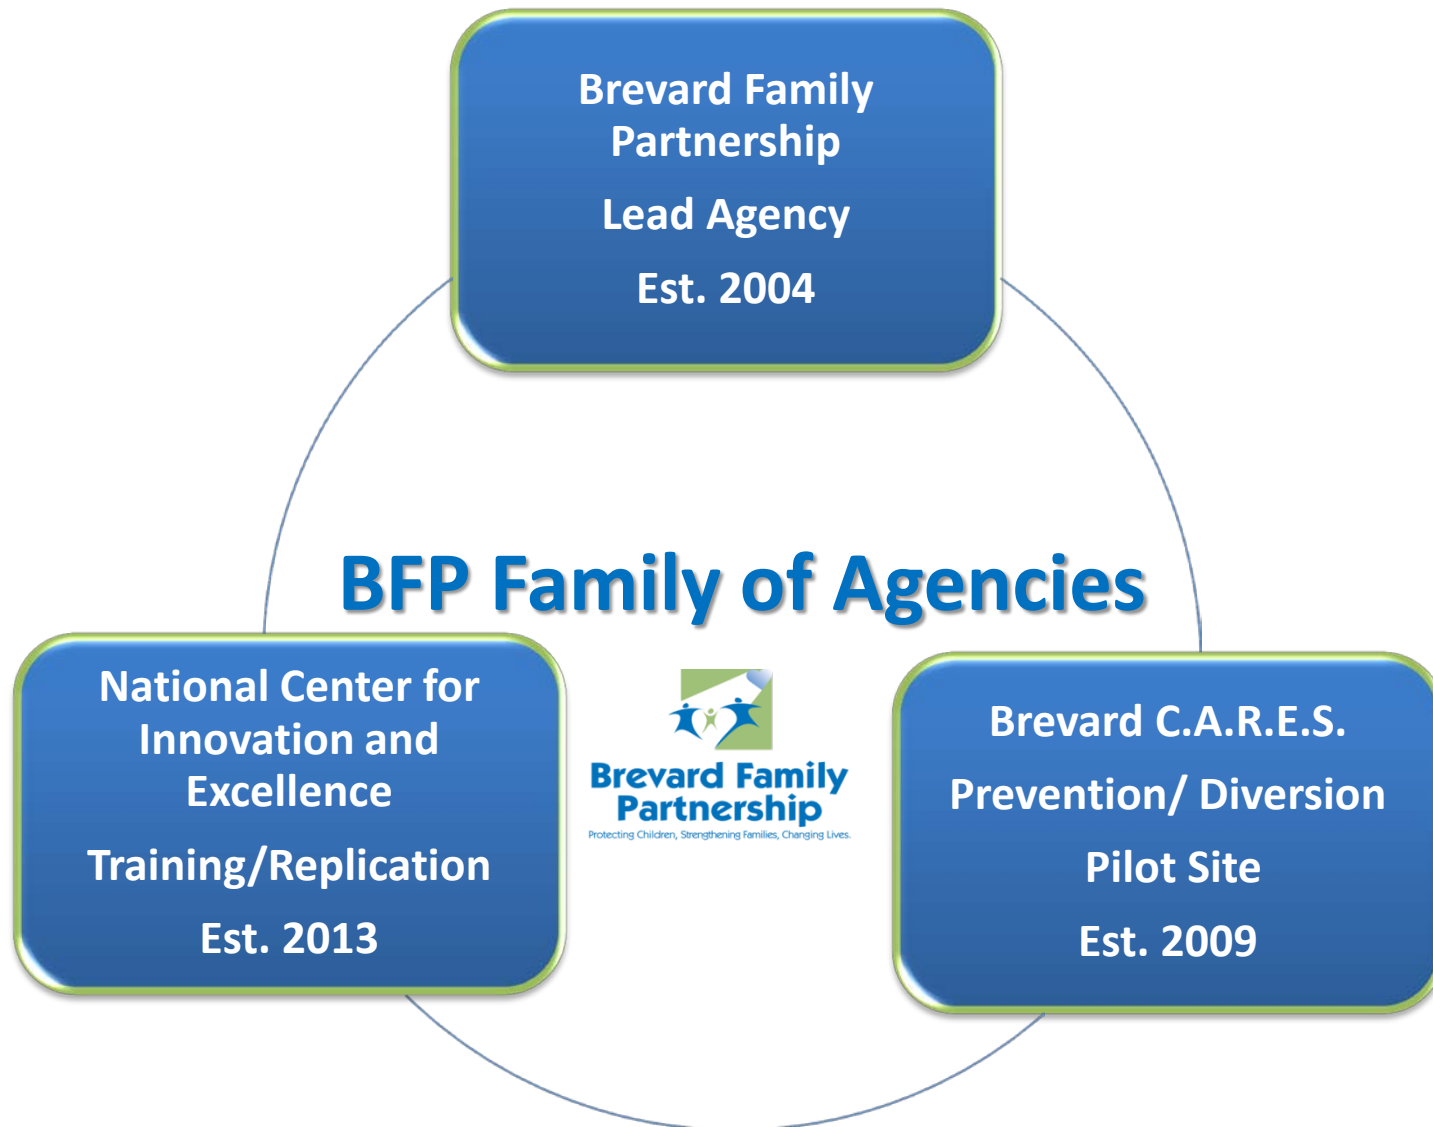 Brevard Family
Partnership
Lead Agency
Est. 2004
BFP Family of Agencies
National Center for
Innovation and
Excellence
Training/Replication
Est. 2013
Brevard Family
Partnership
Protecting Children, Strengthening Families, Changing Lives.
Brevard C.A.R.E.S.
Prevention/ Diversion
Pilot Site
Est. 2009